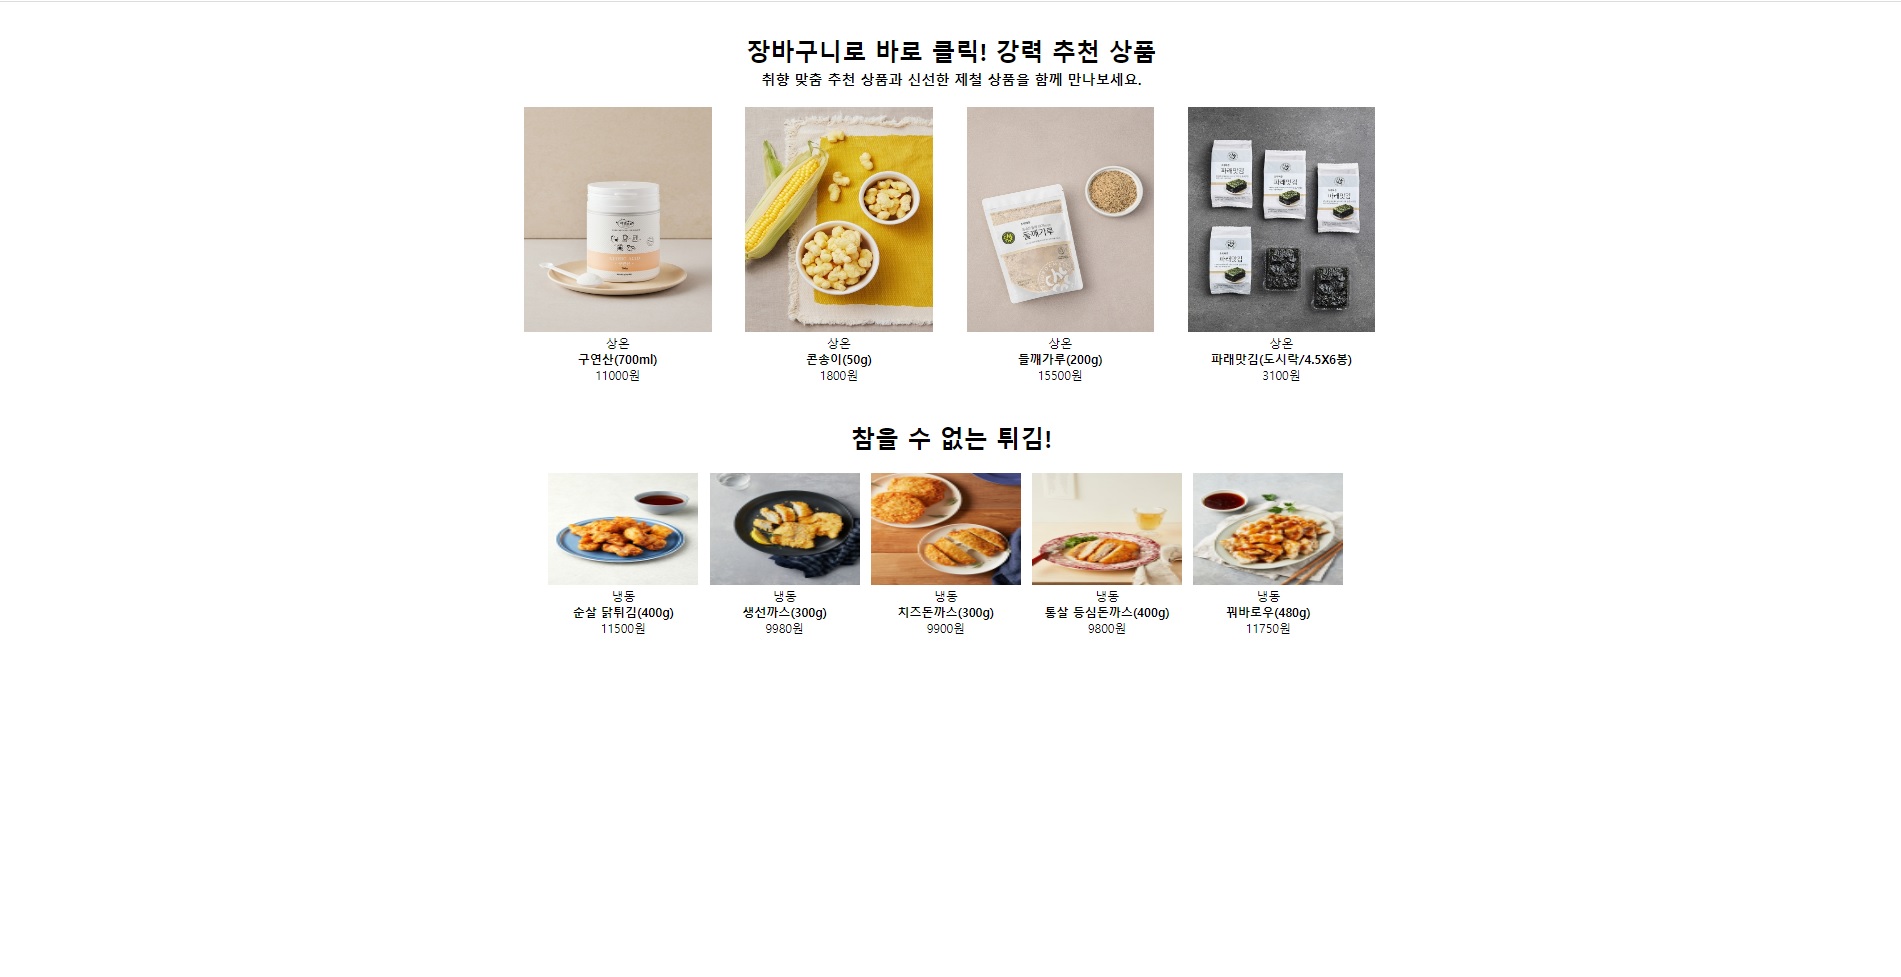 장바구니로 바로 클릭! 강력 추천 상품
취향 맞춤 추천 상품과 신선한 제철 상품을 함께 만나보세요.
들깨가루
파래맛김
파래맛김
파래맛김
파래맛김
상온
구연산(700ml)
11000원
상온
콘송이(50g)
1800원
상온
들깨가루(200g)
15500원
상온
파래맛김(도시락/4.5X6봉)
3100원
참을 수 없는 튀김!
냉동
순살 닭튀김(400g)
11500원
냉동
생선까스(300g)
9980원
냉동
치즈돈까스(300g)
9900원
냉동
통살 등심돈까스(400g)
9800원
냉동
꿔바로우(480g)
11750원